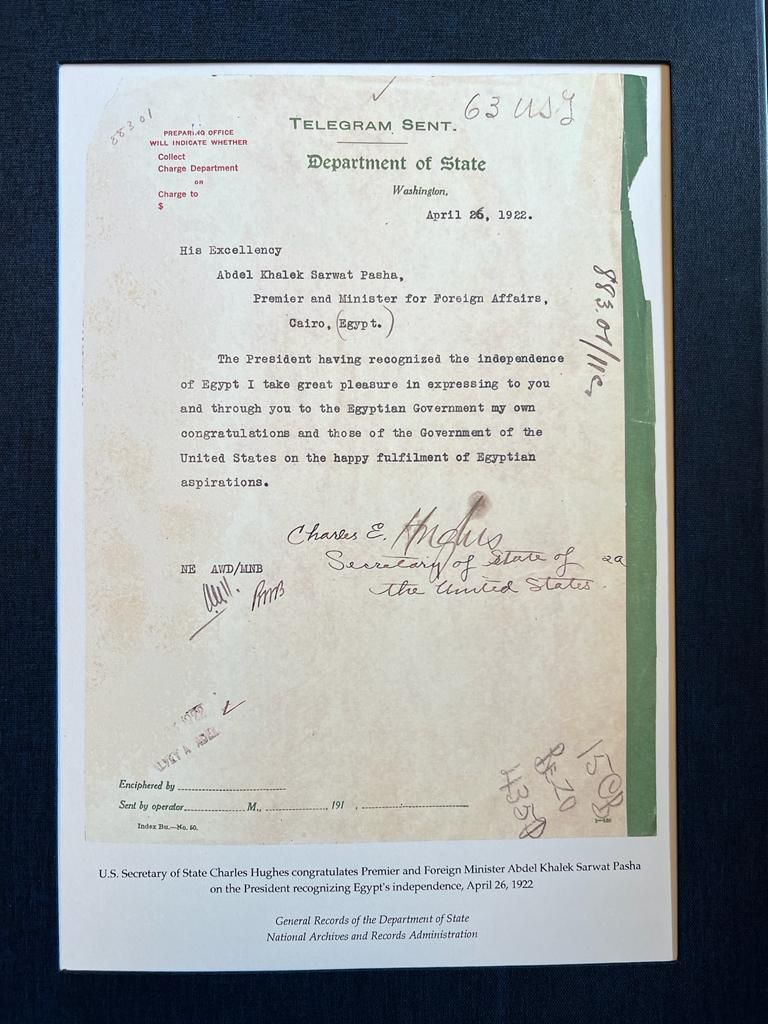 88301
63 USG
TELEGRAM SENT.
PREPARING OFFICE
WILL INDICATE WHETHER
Collect
Charge Department
OR
Charge to
$
Department of State
Washington,
April 26, 1922.
His Excellency
Abdel Khalek Sarwat Pasha,
Premier and Minister for Foreign Affairs,
Cairo, (Egypt.)
883.01/11c
The President having recognized the independence
of Egypt I take great pleasure in expressing to you
and through you to the Egyptian Government my own
congratulations and those of the Government of the
United States on the happy fulfilment of Egyptian
aspirations.
Charles E. Hughes
Secretary of State of
the United States.
NE AWD/MNB
Enciphered by
Sent by operator M., 191 ,
Index Bu.—No. 50.
U.S. Secretary of State Charles Hughes congratulates Premier and Foreign Minister Abdel Khalek Sarwat Pasha
on the President recognizing Egypt's independence, April 26, 1922
General Records of the Department of State
National Archives and Records Administration